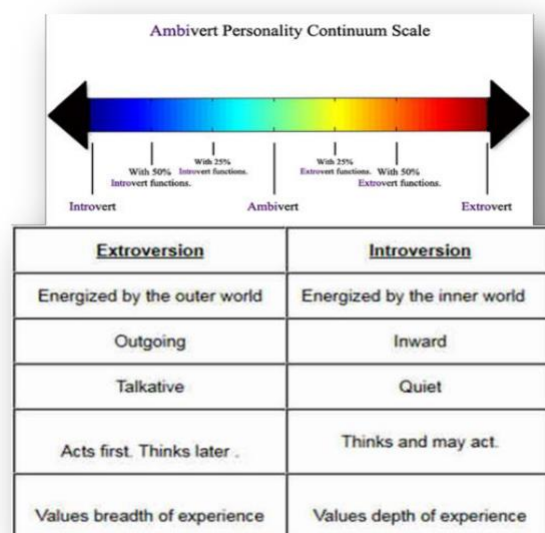 Ambivert Personality Continuum Scale
With 50%
Introvert functions.
With 25%
Introvert functions.
With 25%
Extrovert functions.
With 50%
Extrovert functions.
Introvert
Ambivert
Extrovert
Extroversion
Introversion
Energized by the outer world
Energized by the inner world
Outgoing
Inward
Talkative
Quiet
Acts first. Thinks later .
Thinks and may act.
Values breadth of experience
Values depth of experience